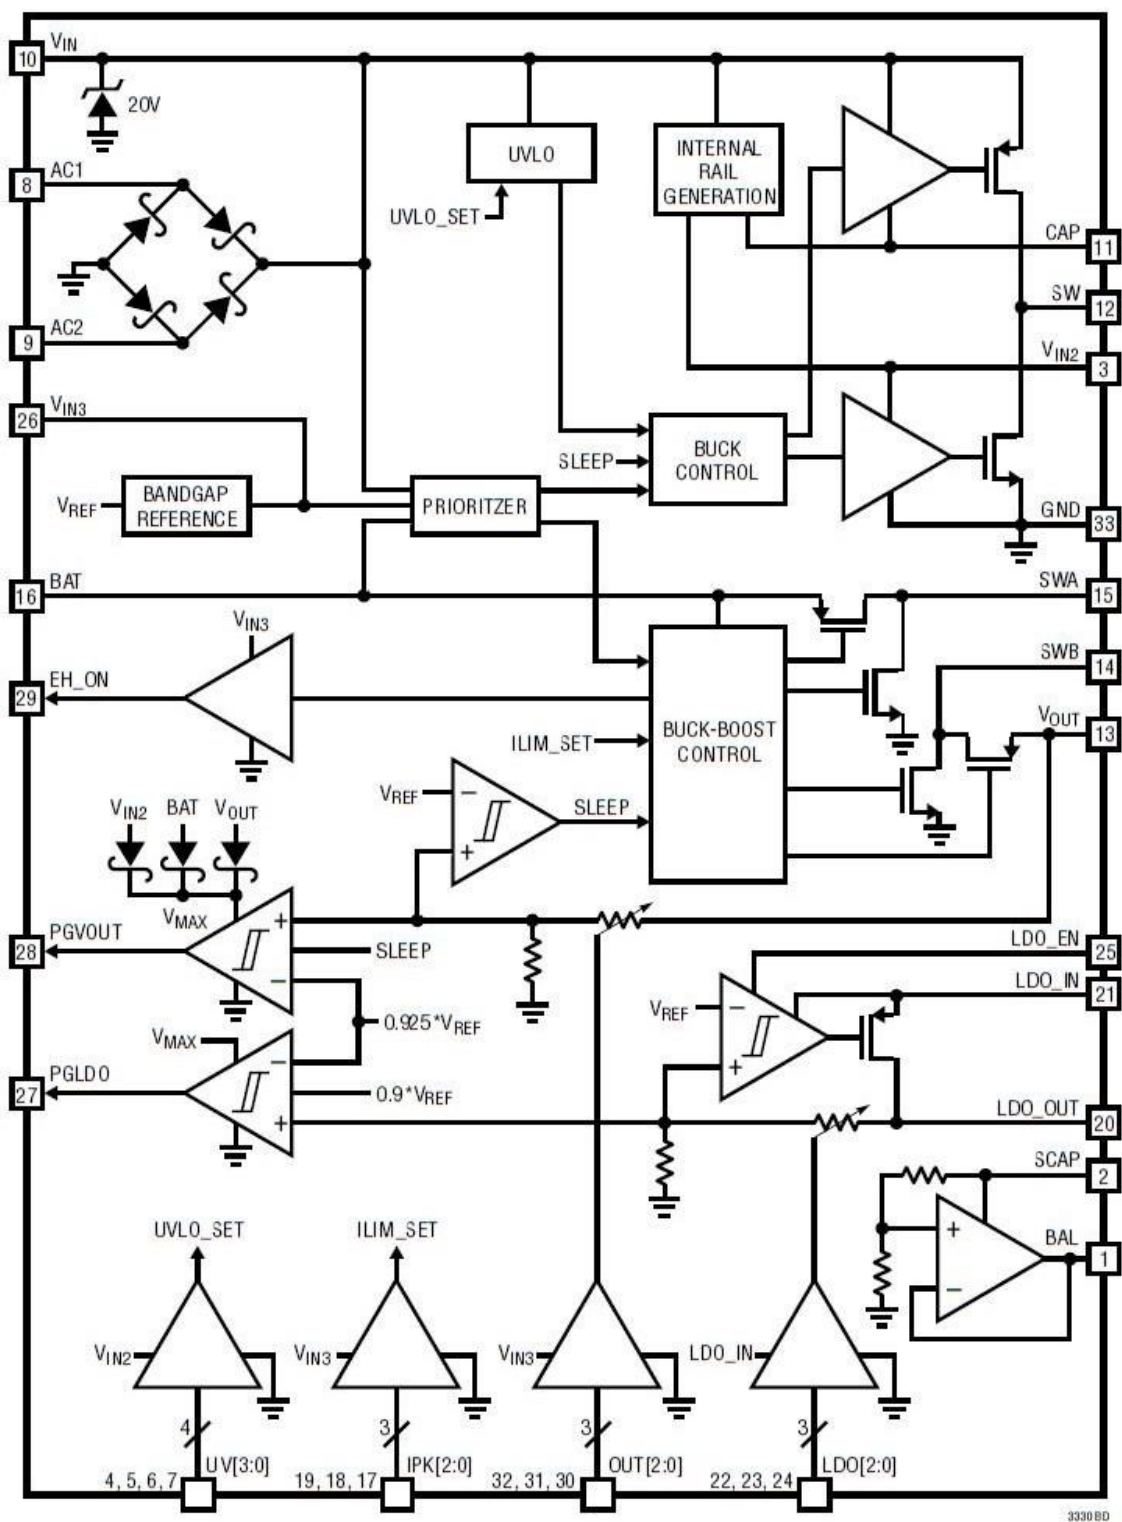 10 VIN
20V
8 AC1
UVLO
UVLO_SET
INTERNAL
RAIL
GENERATION
CAP 11
SW 12
9 AC2
VIN2 3
26 VIN3
SLEEP
BUCK
CONTROL
VREF
BANDGAP
REFERENCE
PRIORITZER
GND 33
16 BAT
SWA 15
VIN3
SWB 14
29 EH_ON
VOUT 13
ILIM_SET
BUCK-BOOST
CONTROL
VREF
−
+
SLEEP
VIN2 BAT VOUT
VMAX
+
28 PGVOUT
SLEEP
−
LDO_EN 25
LDO_IN 21
VREF
−
+
0.925*VREF
VMAX
−
27 PGLDO
0.9*VREF
+
LDO_OUT 20
SCAP 2
+
−
BAL 1
UVLO_SET
ILIM_SET
VIN2
VIN3
VIN3
LDO_IN
4
3
3
3
4, 5, 6, 7 UV[3:0]
19, 18, 17 IPK[2:0]
32, 31, 30 OUT[2:0]
22, 23, 24 LDO[2:0]
3330 BD